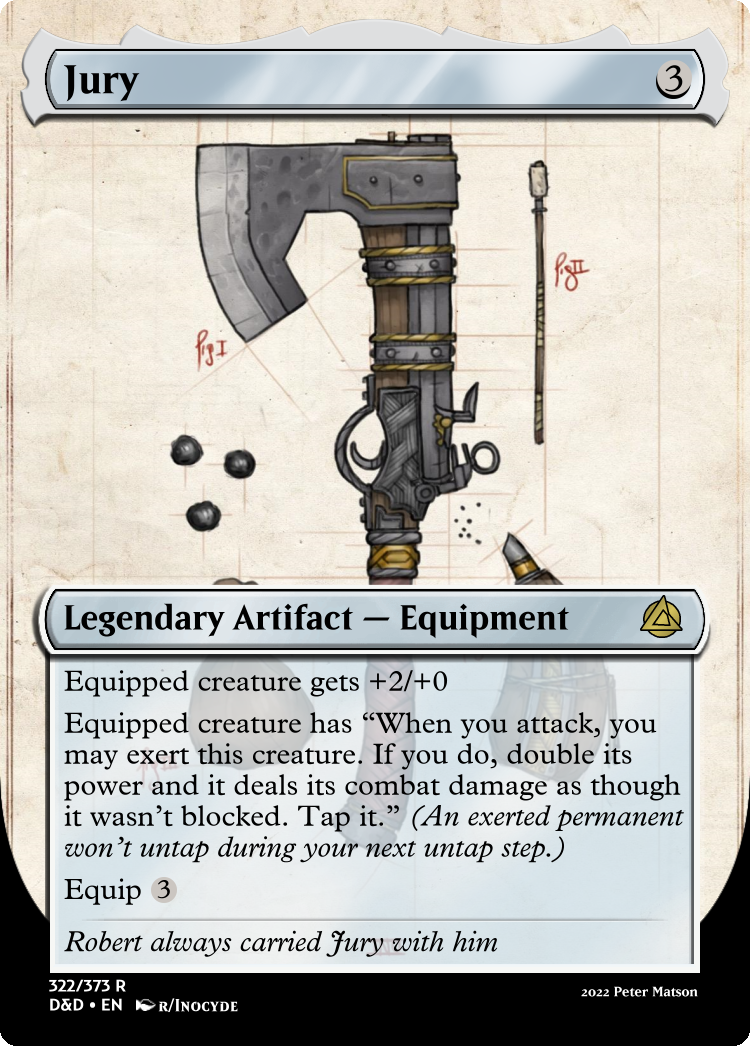 Jury
3
Fig I
Fig II
Legendary Artifact — Equipment
Equipped creature gets +2/+0
Equipped creature has “When you attack, you
may exert this creature. If you do, double its
power and it deals its combat damage as though
it wasn’t blocked. Tap it.” (An exerted permanent
won’t untap during your next untap step.)
Equip 3
Robert always carried Jury with him
322/373 R
D&D • EN R/Inocyde
2022 Peter Matson